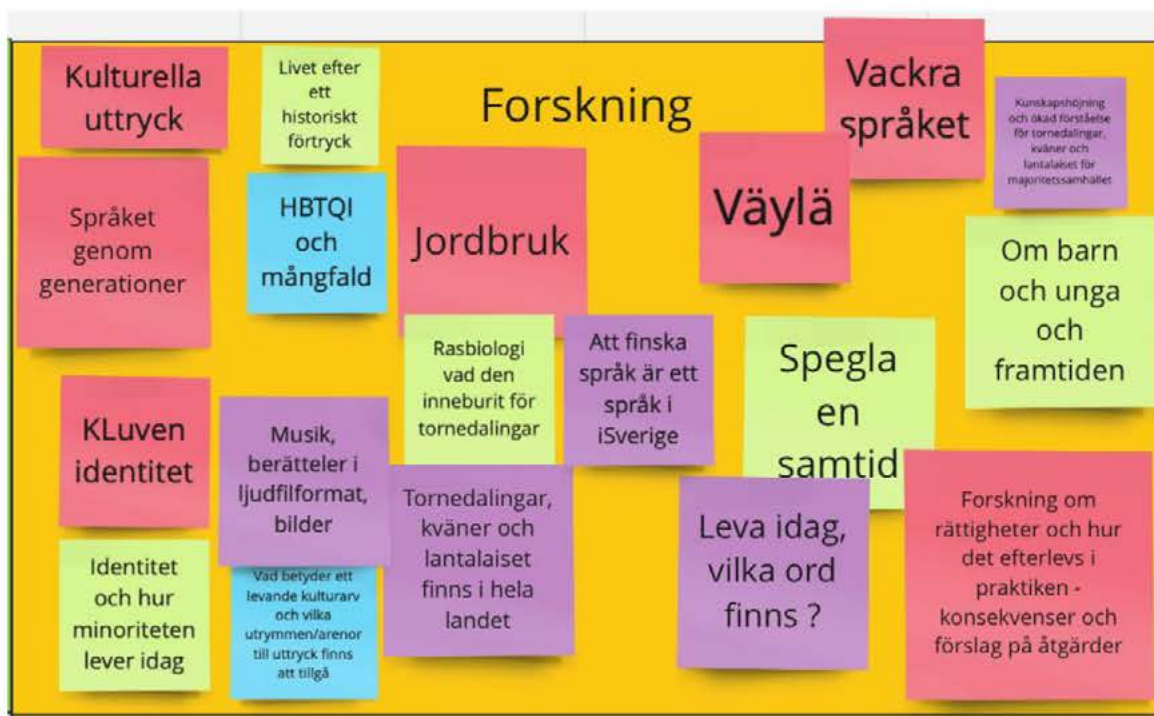 Kulturella
uttryck
Livet efter
ett
historiskt
förtryck
Forskning
Vackra
språket
Kunskapshöjning
och ökad förståelse
för tornedalingar,
kväner och
lantalaiset för
majoritetssamhället
Språket
genom
generationer
HBTQI
och
mångfald
Jordbruk
Väylä
Om barn
och unga
och
framtiden
Rasbiologi
vad den
inneburit för
tornedalingar
Att finska
språk är ett
språk i
iSverige
Spegla
en
samtid
KLuven
identitet
Musik,
berätteler i
ljudfilformat,
bilder
Tornedalingar,
kväner och
lantalaiset
finns i hela
landet
Leva idag,
vilka ord
finns ?
Forskning om
rättigheter och hur
det efterlevs i
praktiken -
konsekvenser och
förslag på åtgärder
Identitet
och hur
minoriteten
lever idag
Vad betyder ett
levande kulturarv
och vilka
utrymmen/arenor
till uttryck finns
att tillgå